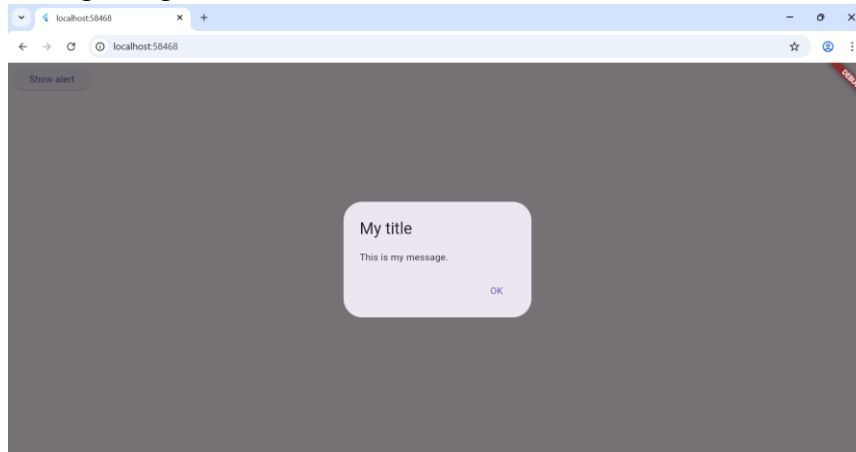 localhost:58468
localhost:58468
Show alert
My title
This is my message.
OK